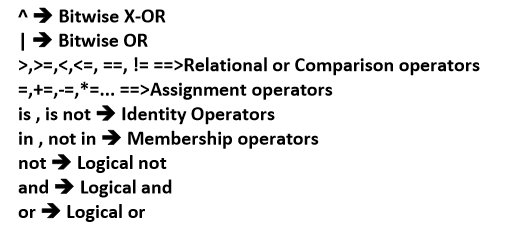 ^ ➔ Bitwise X-OR
| ➔ Bitwise OR
>,>=,<,<=, ==, != ==>Relational or Comparison operators
=,+=,-=,*=... ==>Assignment operators
is , is not ➔ Identity Operators
in , not in ➔ Membership operators
not ➔ Logical not
and ➔ Logical and
or ➔ Logical or